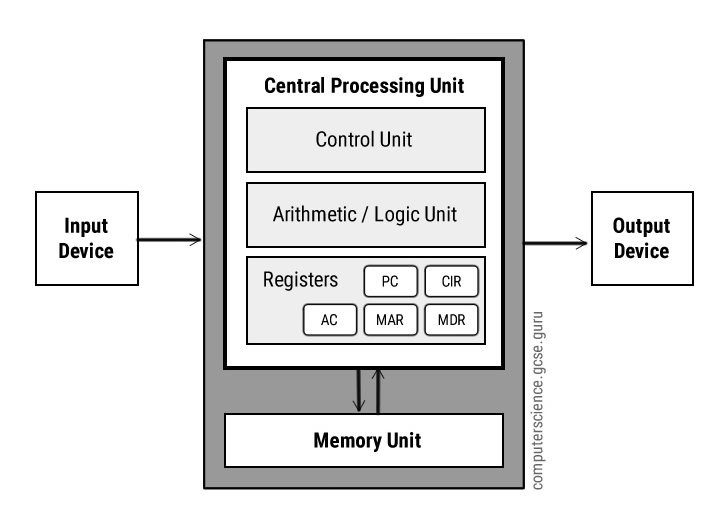 Central Processing Unit
Control Unit
Arithmetic / Logic Unit
Registers
PC
CIR
AC
MAR
MDR
Input
Device
Output
Device
Memory Unit
computerscience.gcse.guru